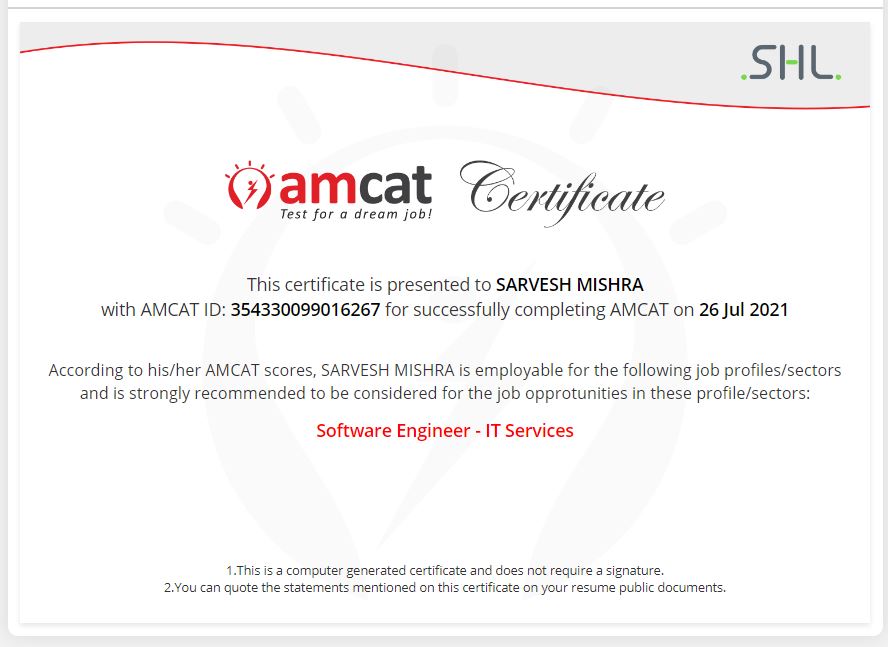 .SHL.
amcat Certificate
Test for a dream job!
This certificate is presented to SARVESH MISHRA
with AMCAT ID: 354330099016267 for successfully completing AMCAT on 26 Jul 2021
According to his/her AMCAT scores, SARVESH MISHRA is employable for the following job profiles/sectors
and is strongly recommended to be considered for the job opprotunities in these profile/sectors:
Software Engineer - IT Services
1.This is a computer generated certificate and does not require a signature.
2.You can quote the statements mentioned on this certificate on your resume public documents.